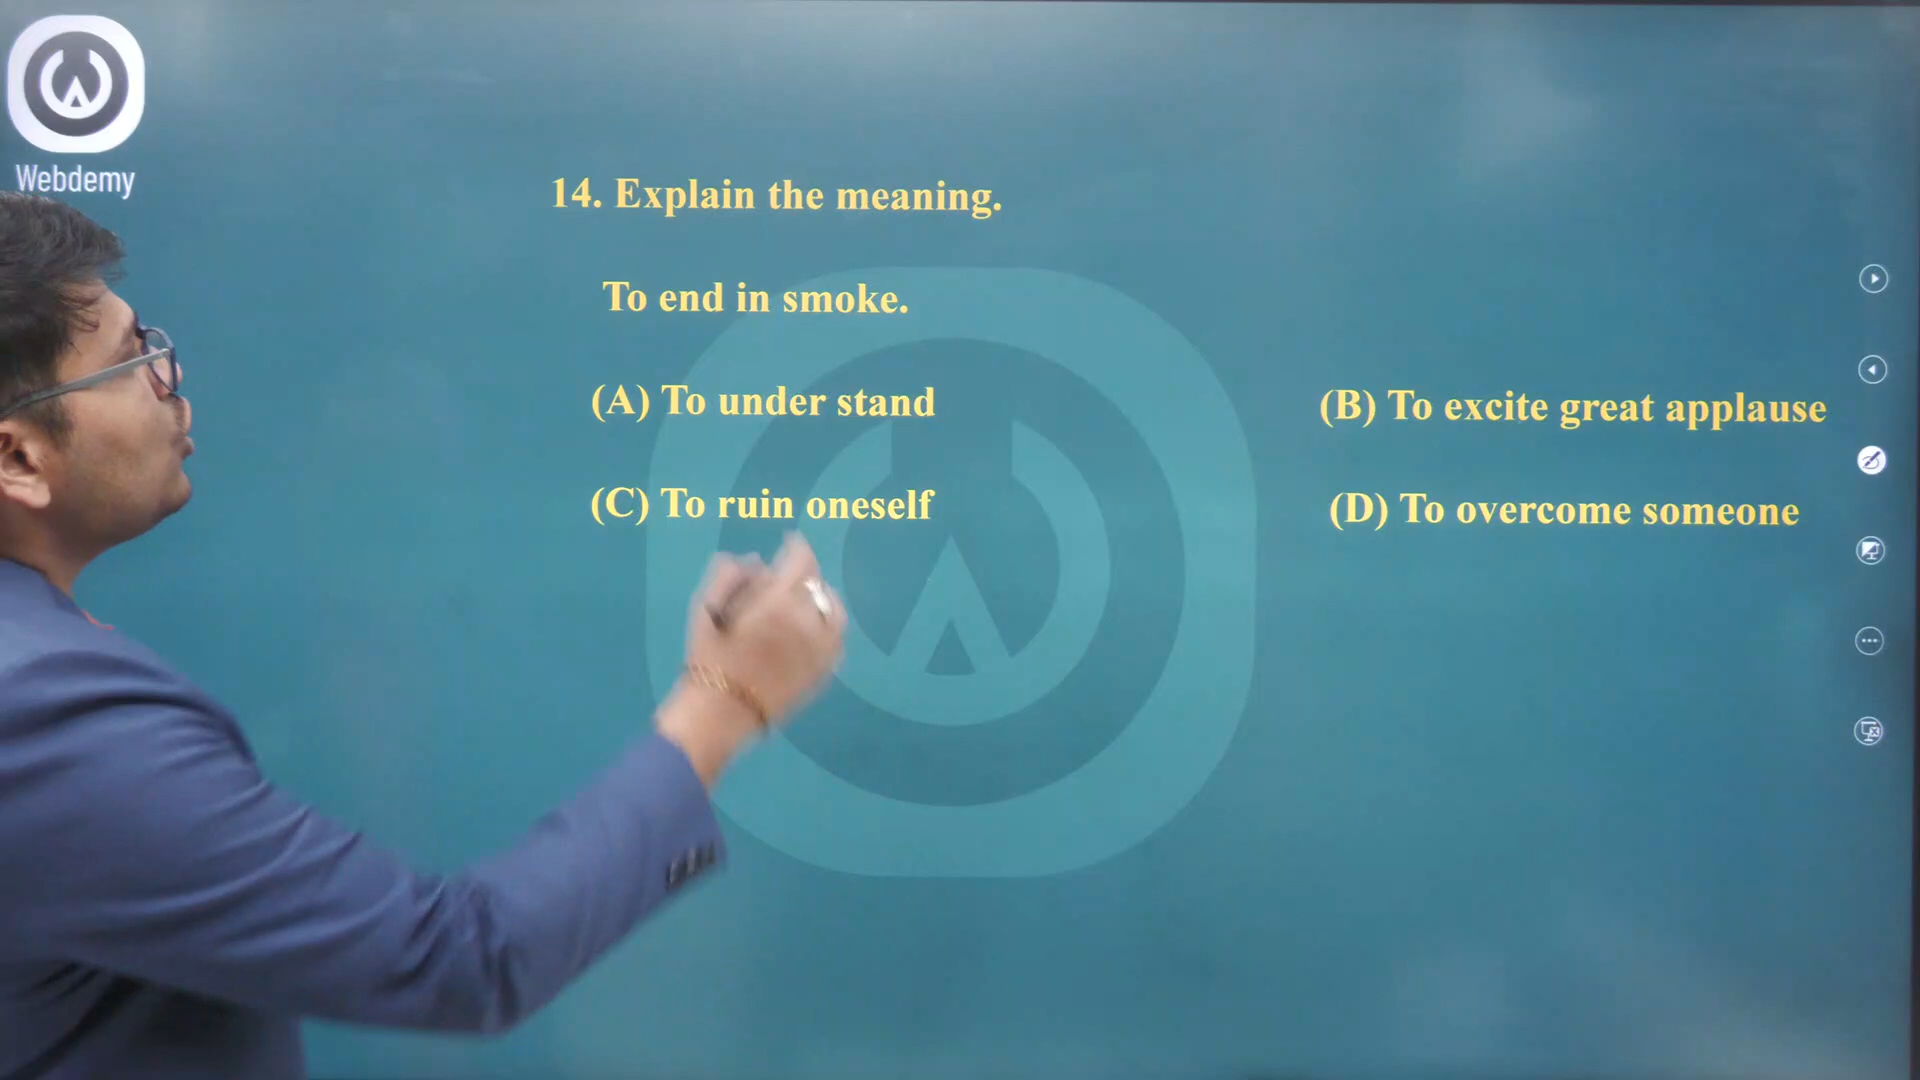 Webdemy
14. Explain the meaning.
To end in smoke.
(A) To under stand
(B) To excite great applause
(C) To ruin oneself
(D) To overcome someone